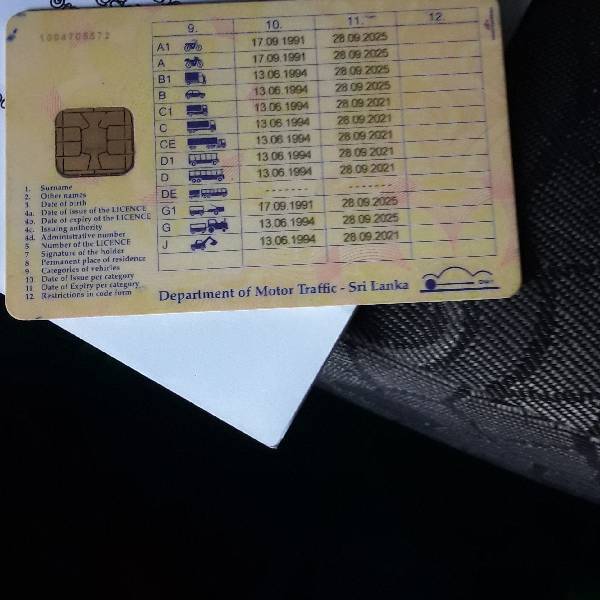 1004706572
9. 10. 11. 12.
A1 17.09.1991 28.09.2025
A 17.09.1991 28.09.2025
B1 13.06.1994 28.09.2025
B 13.06.1994 28.09.2025
C1 13.06.1994 28.09.2021
C 13.06.1994 28.09.2021
CE 13.06.1994 28.09.2021
D1 13.06.1994 28.09.2021
D 13.06.1994 28.09.2021
DE ------- ------
G1 17.09.1991 28.09.2025
G 13.06.1994 28.09.2025
J 13.06.1994 28.09.2021
1. Surname
2. Other names
3. Date of birth
4a. Date of issue of the LICENCE
4b. Date of expiry of the LICENCE
4c. Issuing authority
4d. Administrative number
5 Number of the LICENCE
7 Signature of the holder
8 Permanent place of residence
9 Categories of vehicles
10 Date of Issue per category
11 Date of Expiry per category
12 Restrictions in code form
Department of Motor Traffic - Sri Lanka